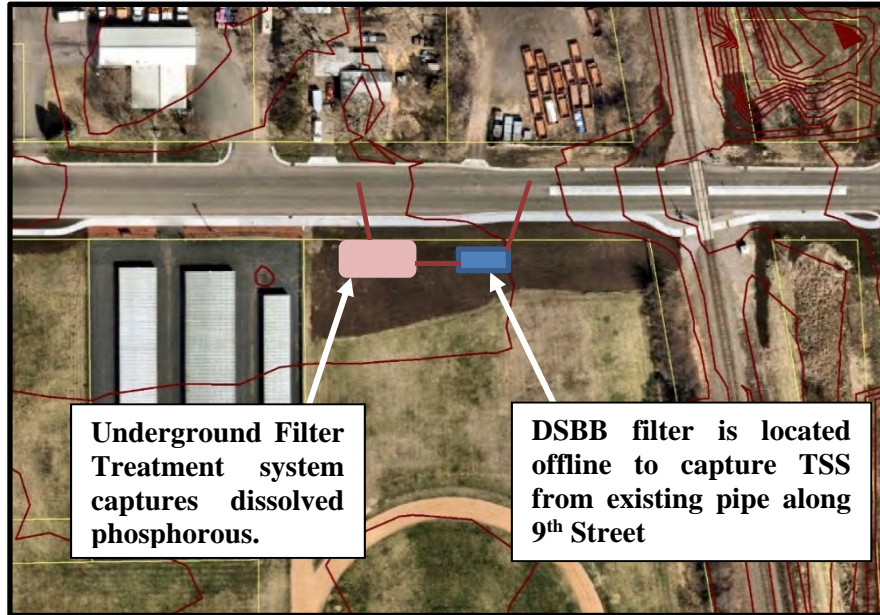 Underground Filter
Treatment system
captures dissolved
phosphorous.
DSBB filter is located
offline to capture TSS
from existing pipe along
9th Street